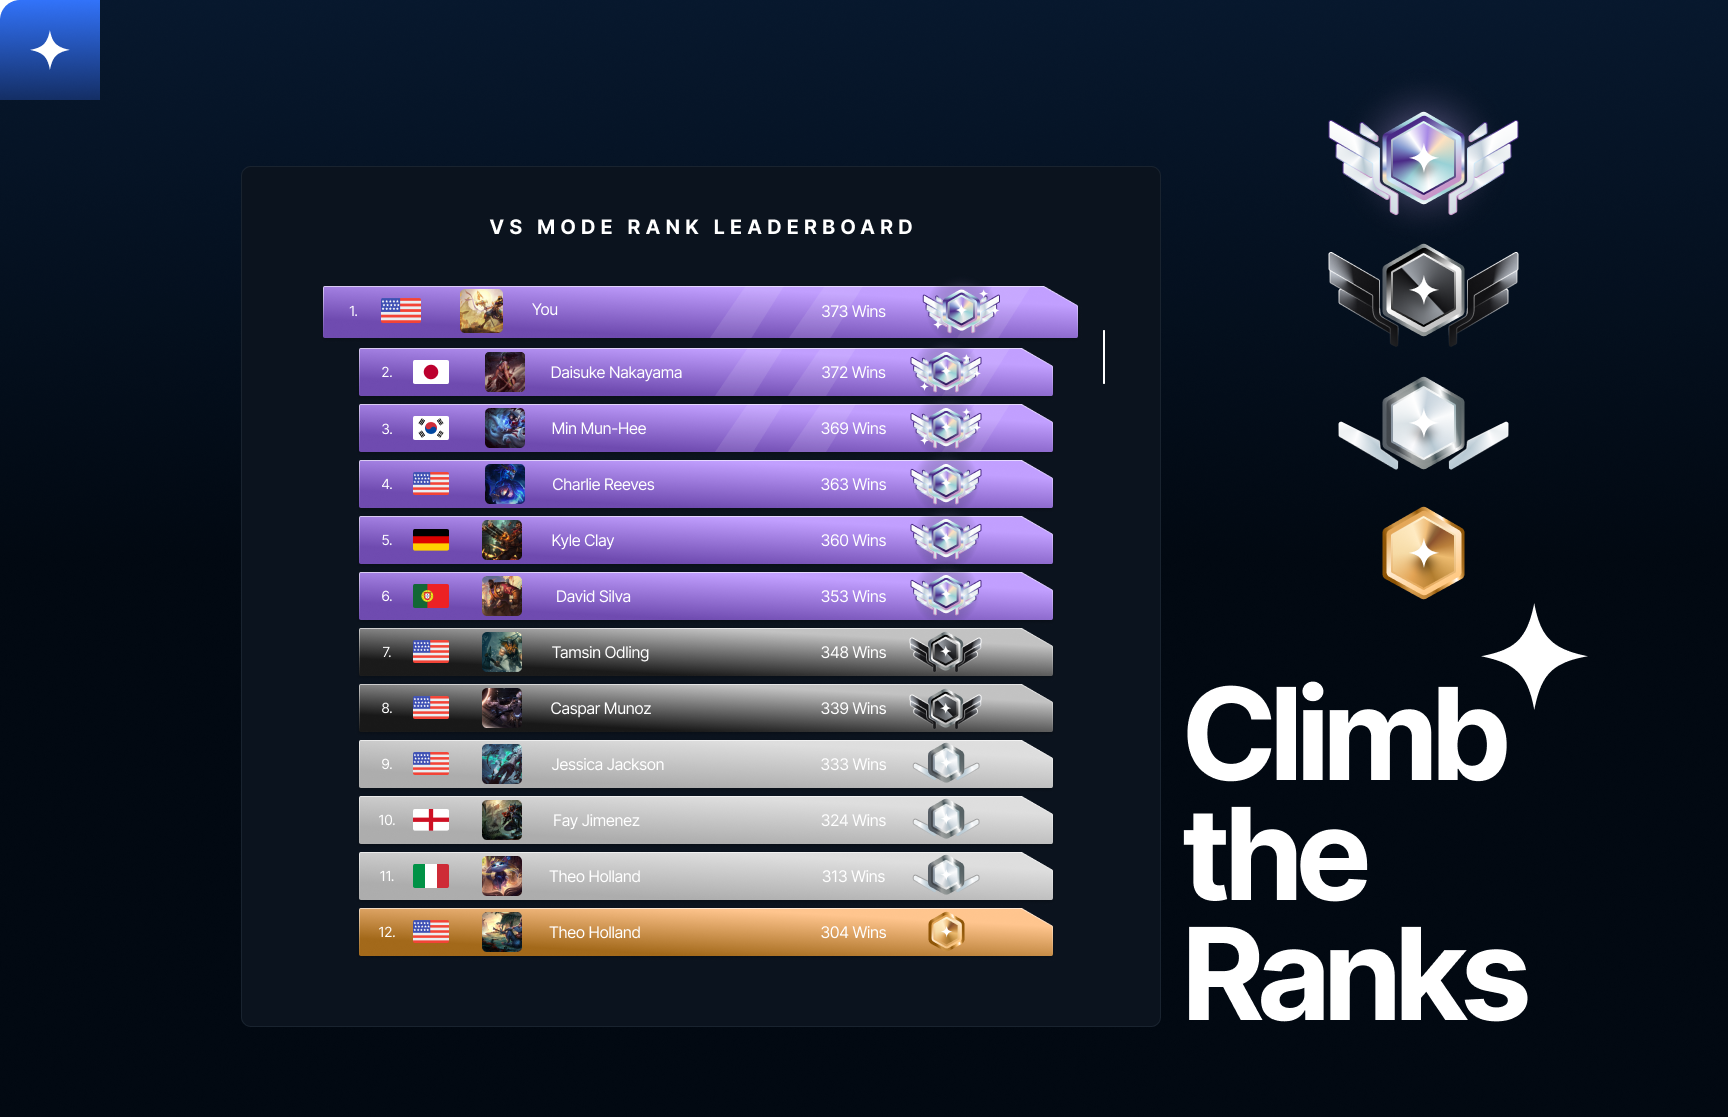 VS MODE RANK LEADERBOARD
1. You 373 Wins
2. Daisuke Nakayama 372 Wins
3. Min Mun-Hee 369 Wins
4. Charlie Reeves 363 Wins
5. Kyle Clay 360 Wins
6. David Silva 353 Wins
7. Tamsin Odling 348 Wins
8. Caspar Munoz 339 Wins
9. Jessica Jackson 333 Wins
10. Fay Jimenez 324 Wins
11. Theo Holland 313 Wins
12. Theo Holland 304 Wins
Climb
the
Ranks